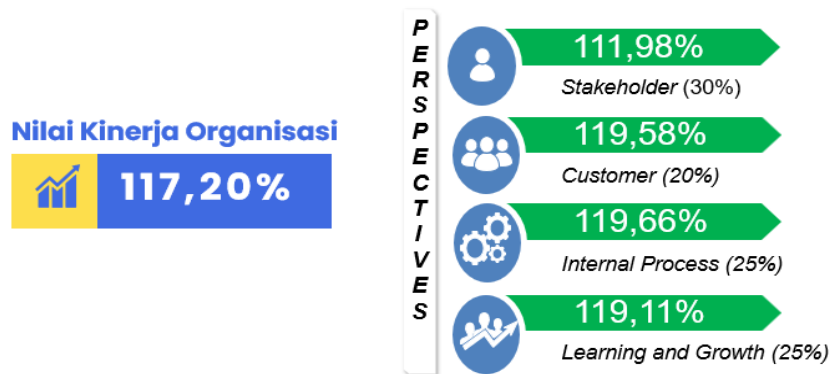 Nilai Kinerja Organisasi
117,20%
PERSPECTIVES
111,98%
Stakeholder (30%)
119,58%
Customer (20%)
119,66%
Internal Process (25%)
119,11%
Learning and Growth (25%)